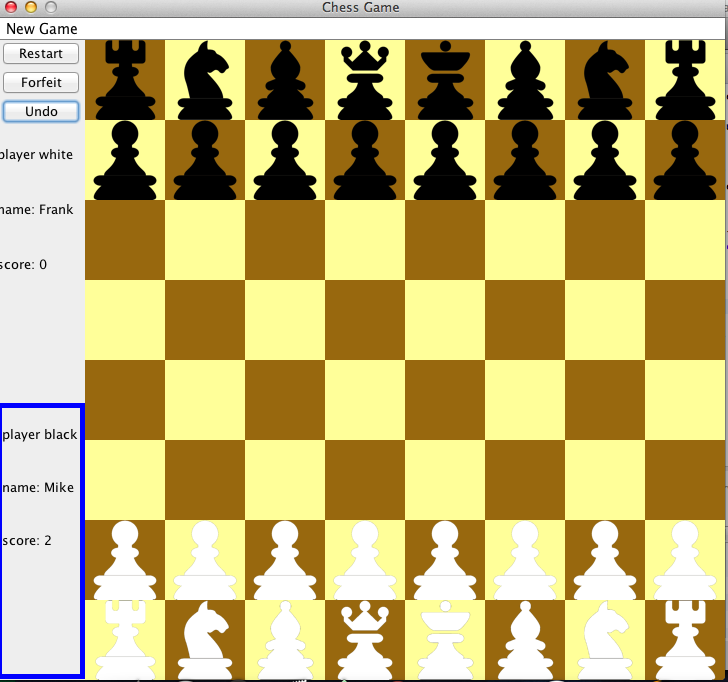 Chess Game
New Game
Restart
Forfeit
Undo
player white
name: Frank
score: 0
player black
name: Mike
score: 2